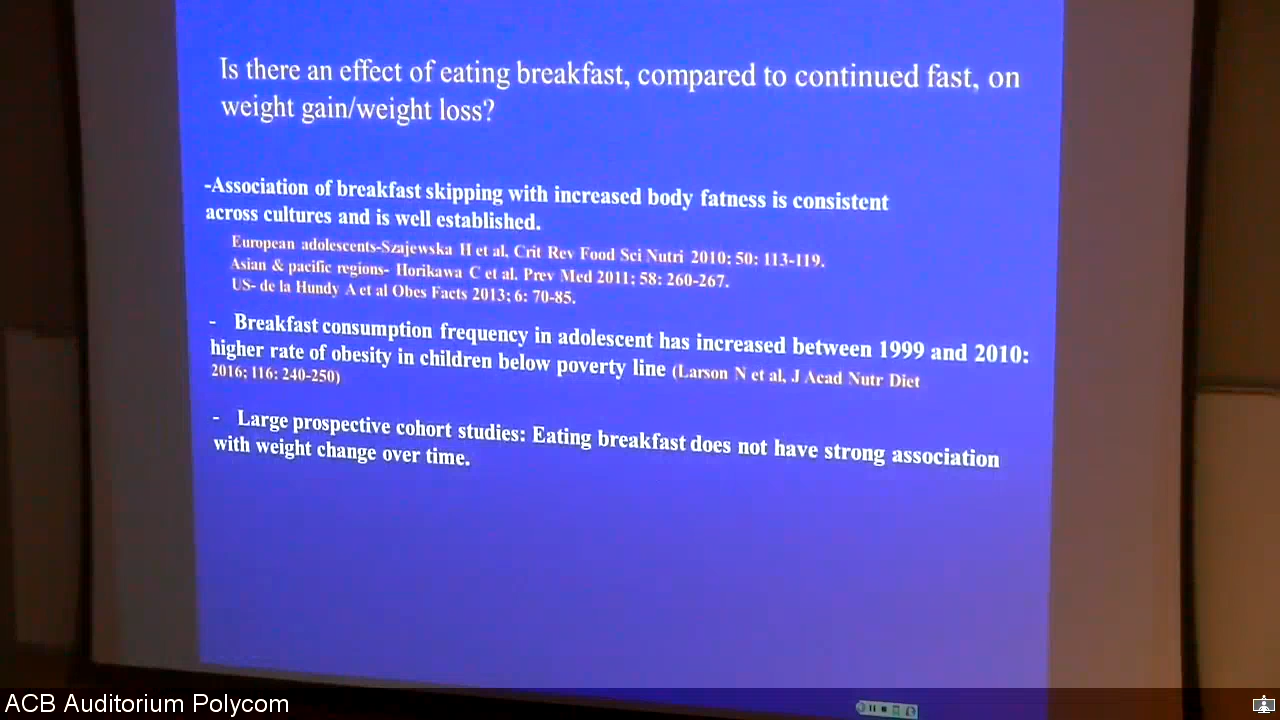 Is there an effect of eating breakfast, compared to continued fast, on
weight gain/weight loss?
-Association of breakfast skipping with increased body fatness is consistent
across cultures and is well established.
European adolescents-Szajewska H et al, Crit Rev Food Sci Nutri 2010; 50: 113-119.
Asian & pacific regions- Horikawa C et al. Prev Med 2011; 58: 260-267.
US- de la Hundy A et al Obes Facts 2013; 6: 70-85.
- Breakfast consumption frequency in adolescent has increased between 1999 and 2010:
higher rate of obesity in children below poverty line (Larson N et al, J Acad Nutr Diet
2016; 116: 240-250)
- Large prospective cohort studies: Eating breakfast does not have strong association
with weight change over time.
ACB Auditorium Polycom